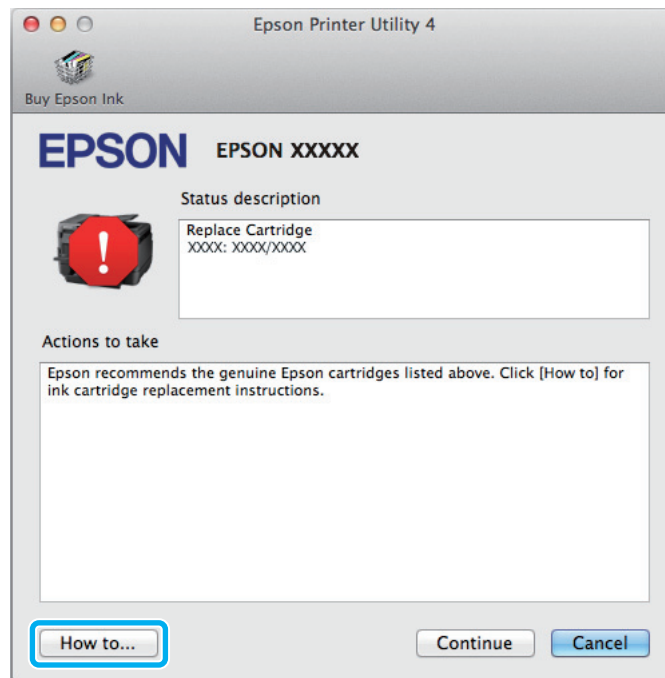 Epson Printer Utility 4
Buy Epson Ink
EPSON EPSON XXXXX
Status description
Replace Cartridge
XXXX: XXXX/XXXX
!
Actions to take
Epson recommends the genuine Epson cartridges listed above. Click [How to] for
ink cartridge replacement instructions.
How to... Continue Cancel